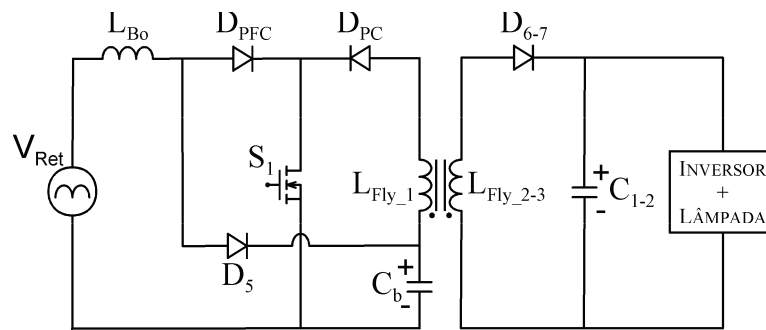 L_Bo
D_PFC
D_PC
D_6-7
V_Ret
S_1
L_Fly_1
L_Fly_2-3
+
-
C_1-2
INVERSOR
+
LÂMPADA
D_5
C_b
+
-